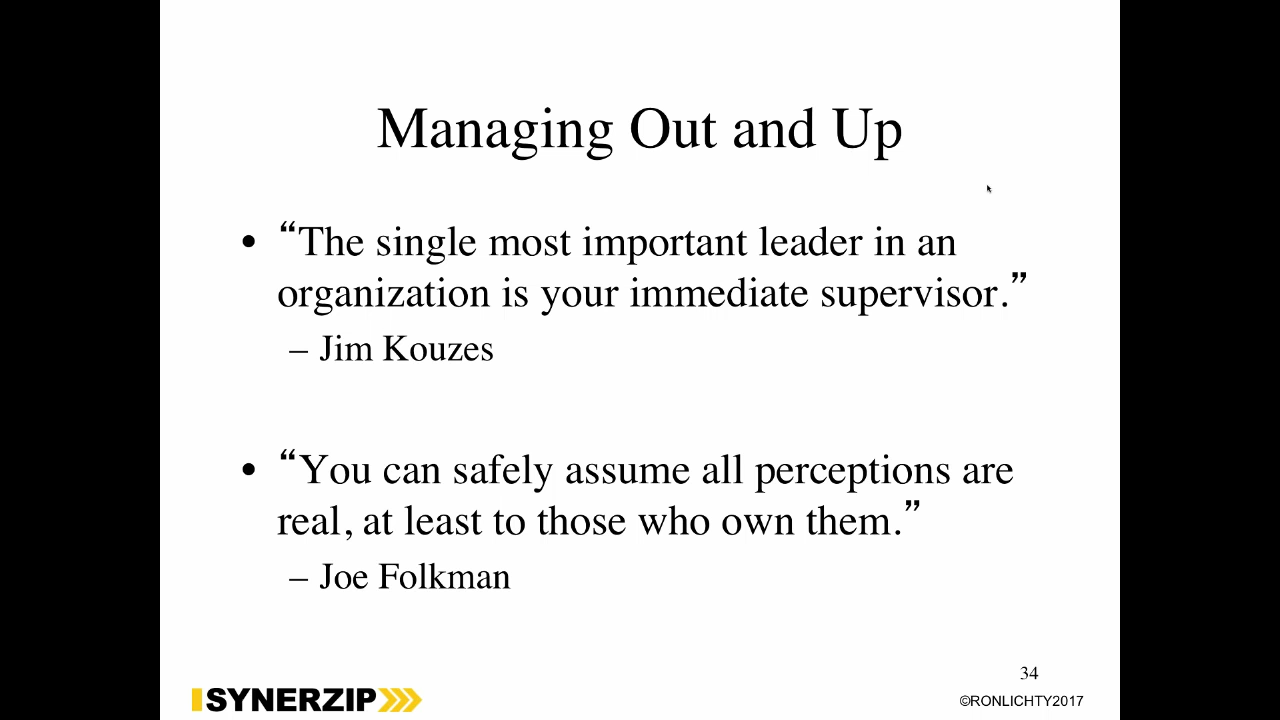 Managing Out and Up
• “The single most important leader in an
organization is your immediate supervisor.”
– Jim Kouzes
• “You can safely assume all perceptions are
real, at least to those who own them.”
– Joe Folkman
34
SYNERZIP
©RONLICHTY2017